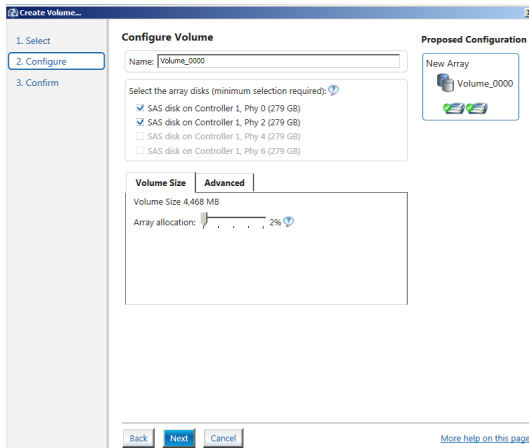 Create Volume...
1. Select
2. Configure
3. Confirm
Configure Volume
Name: Volume_0000
Select the array disks (minimum selection required): ?
SAS disk on Controller 1, Phy 0 (279 GB)
SAS disk on Controller 1, Phy 2 (279 GB)
SAS disk on Controller 1, Phy 4 (279 GB)
SAS disk on Controller 1, Phy 6 (279 GB)
Volume Size Advanced
Volume Size 4,468 MB
Array allocation: 2% ?
Proposed Configuration
New Array
Volume_0000
Back Next Cancel
More help on this page